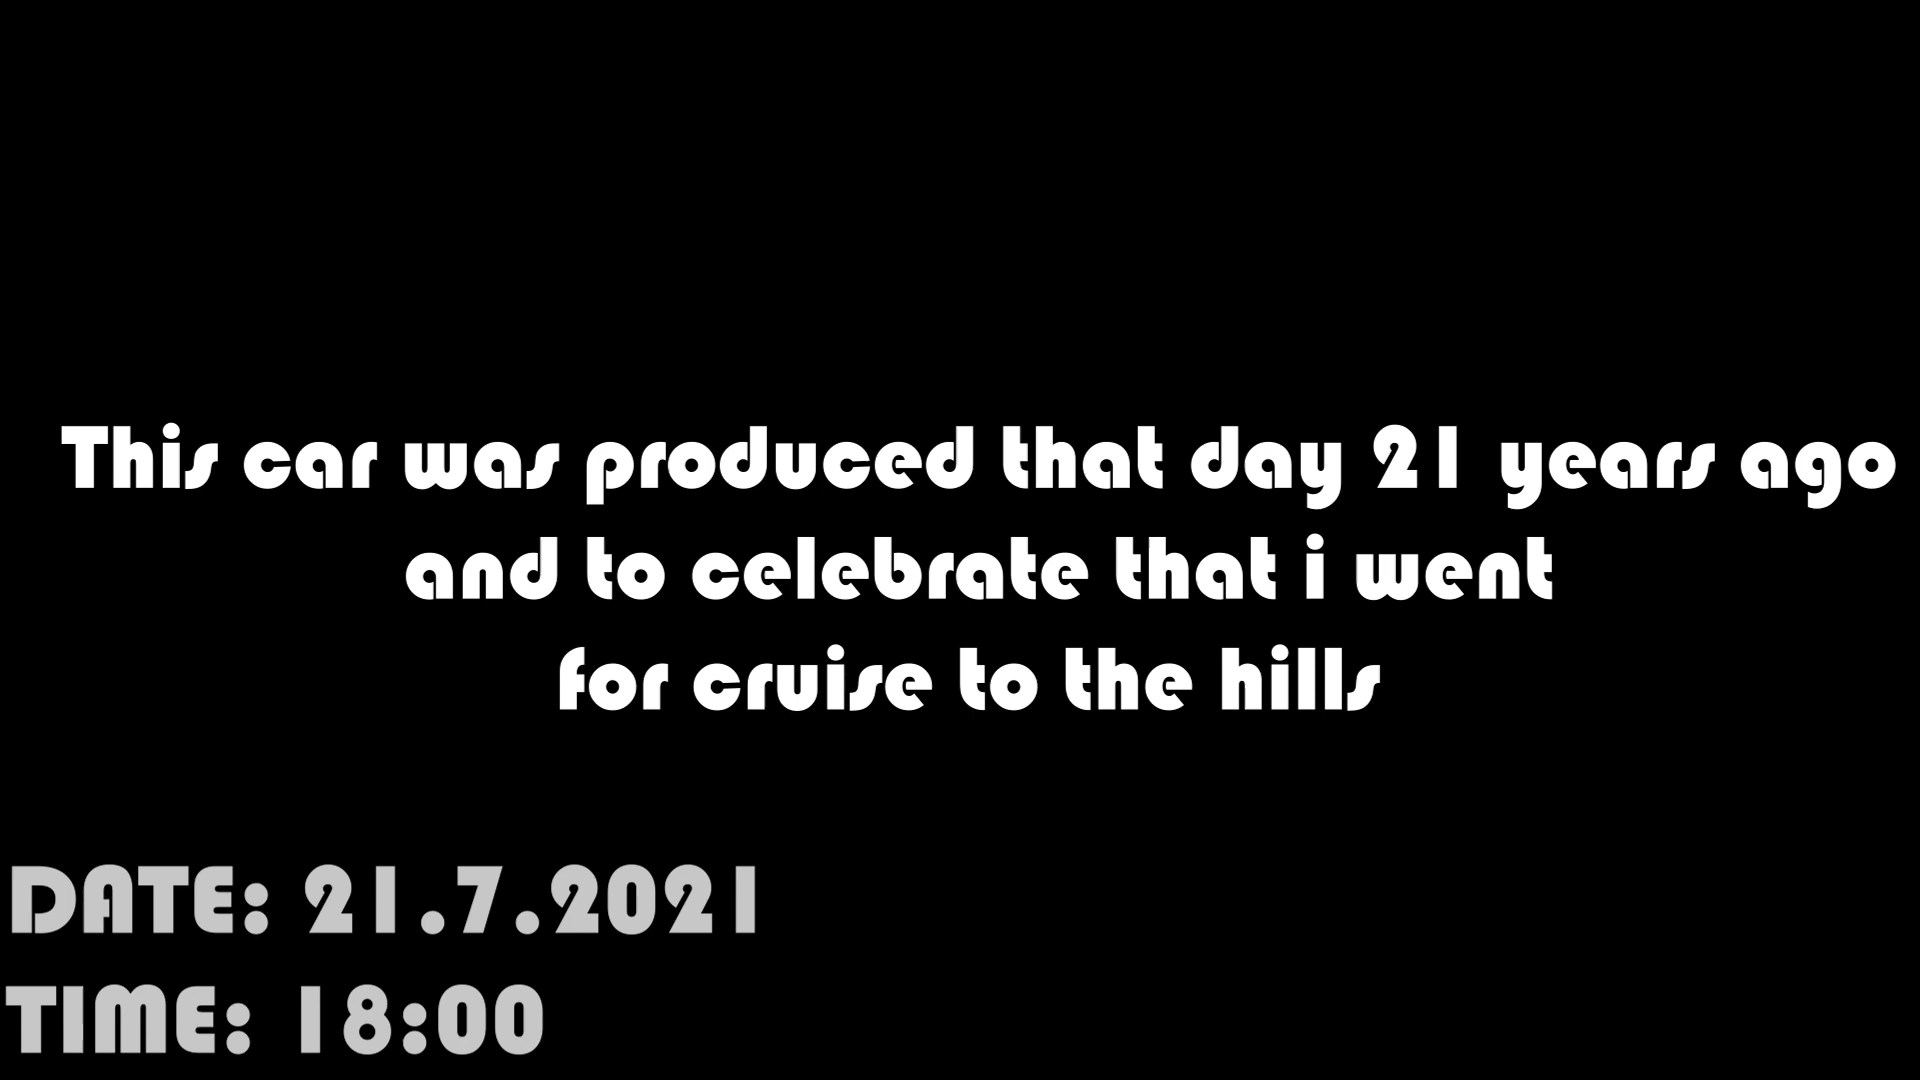 This car was produced that day 21 years ago
and to celebrate that i went
for cruise to the hills
DATE: 21.7.2021
TIME: 18:00